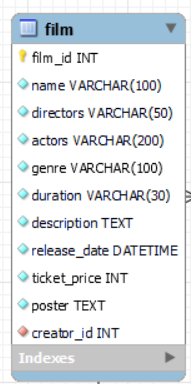 film
film_id INT
name VARCHAR(100)
directors VARCHAR(50)
actors VARCHAR(200)
genre VARCHAR(100)
duration VARCHAR(30)
description TEXT
release_date DATETIME
ticket_price INT
poster TEXT
creator_id INT
Indexes